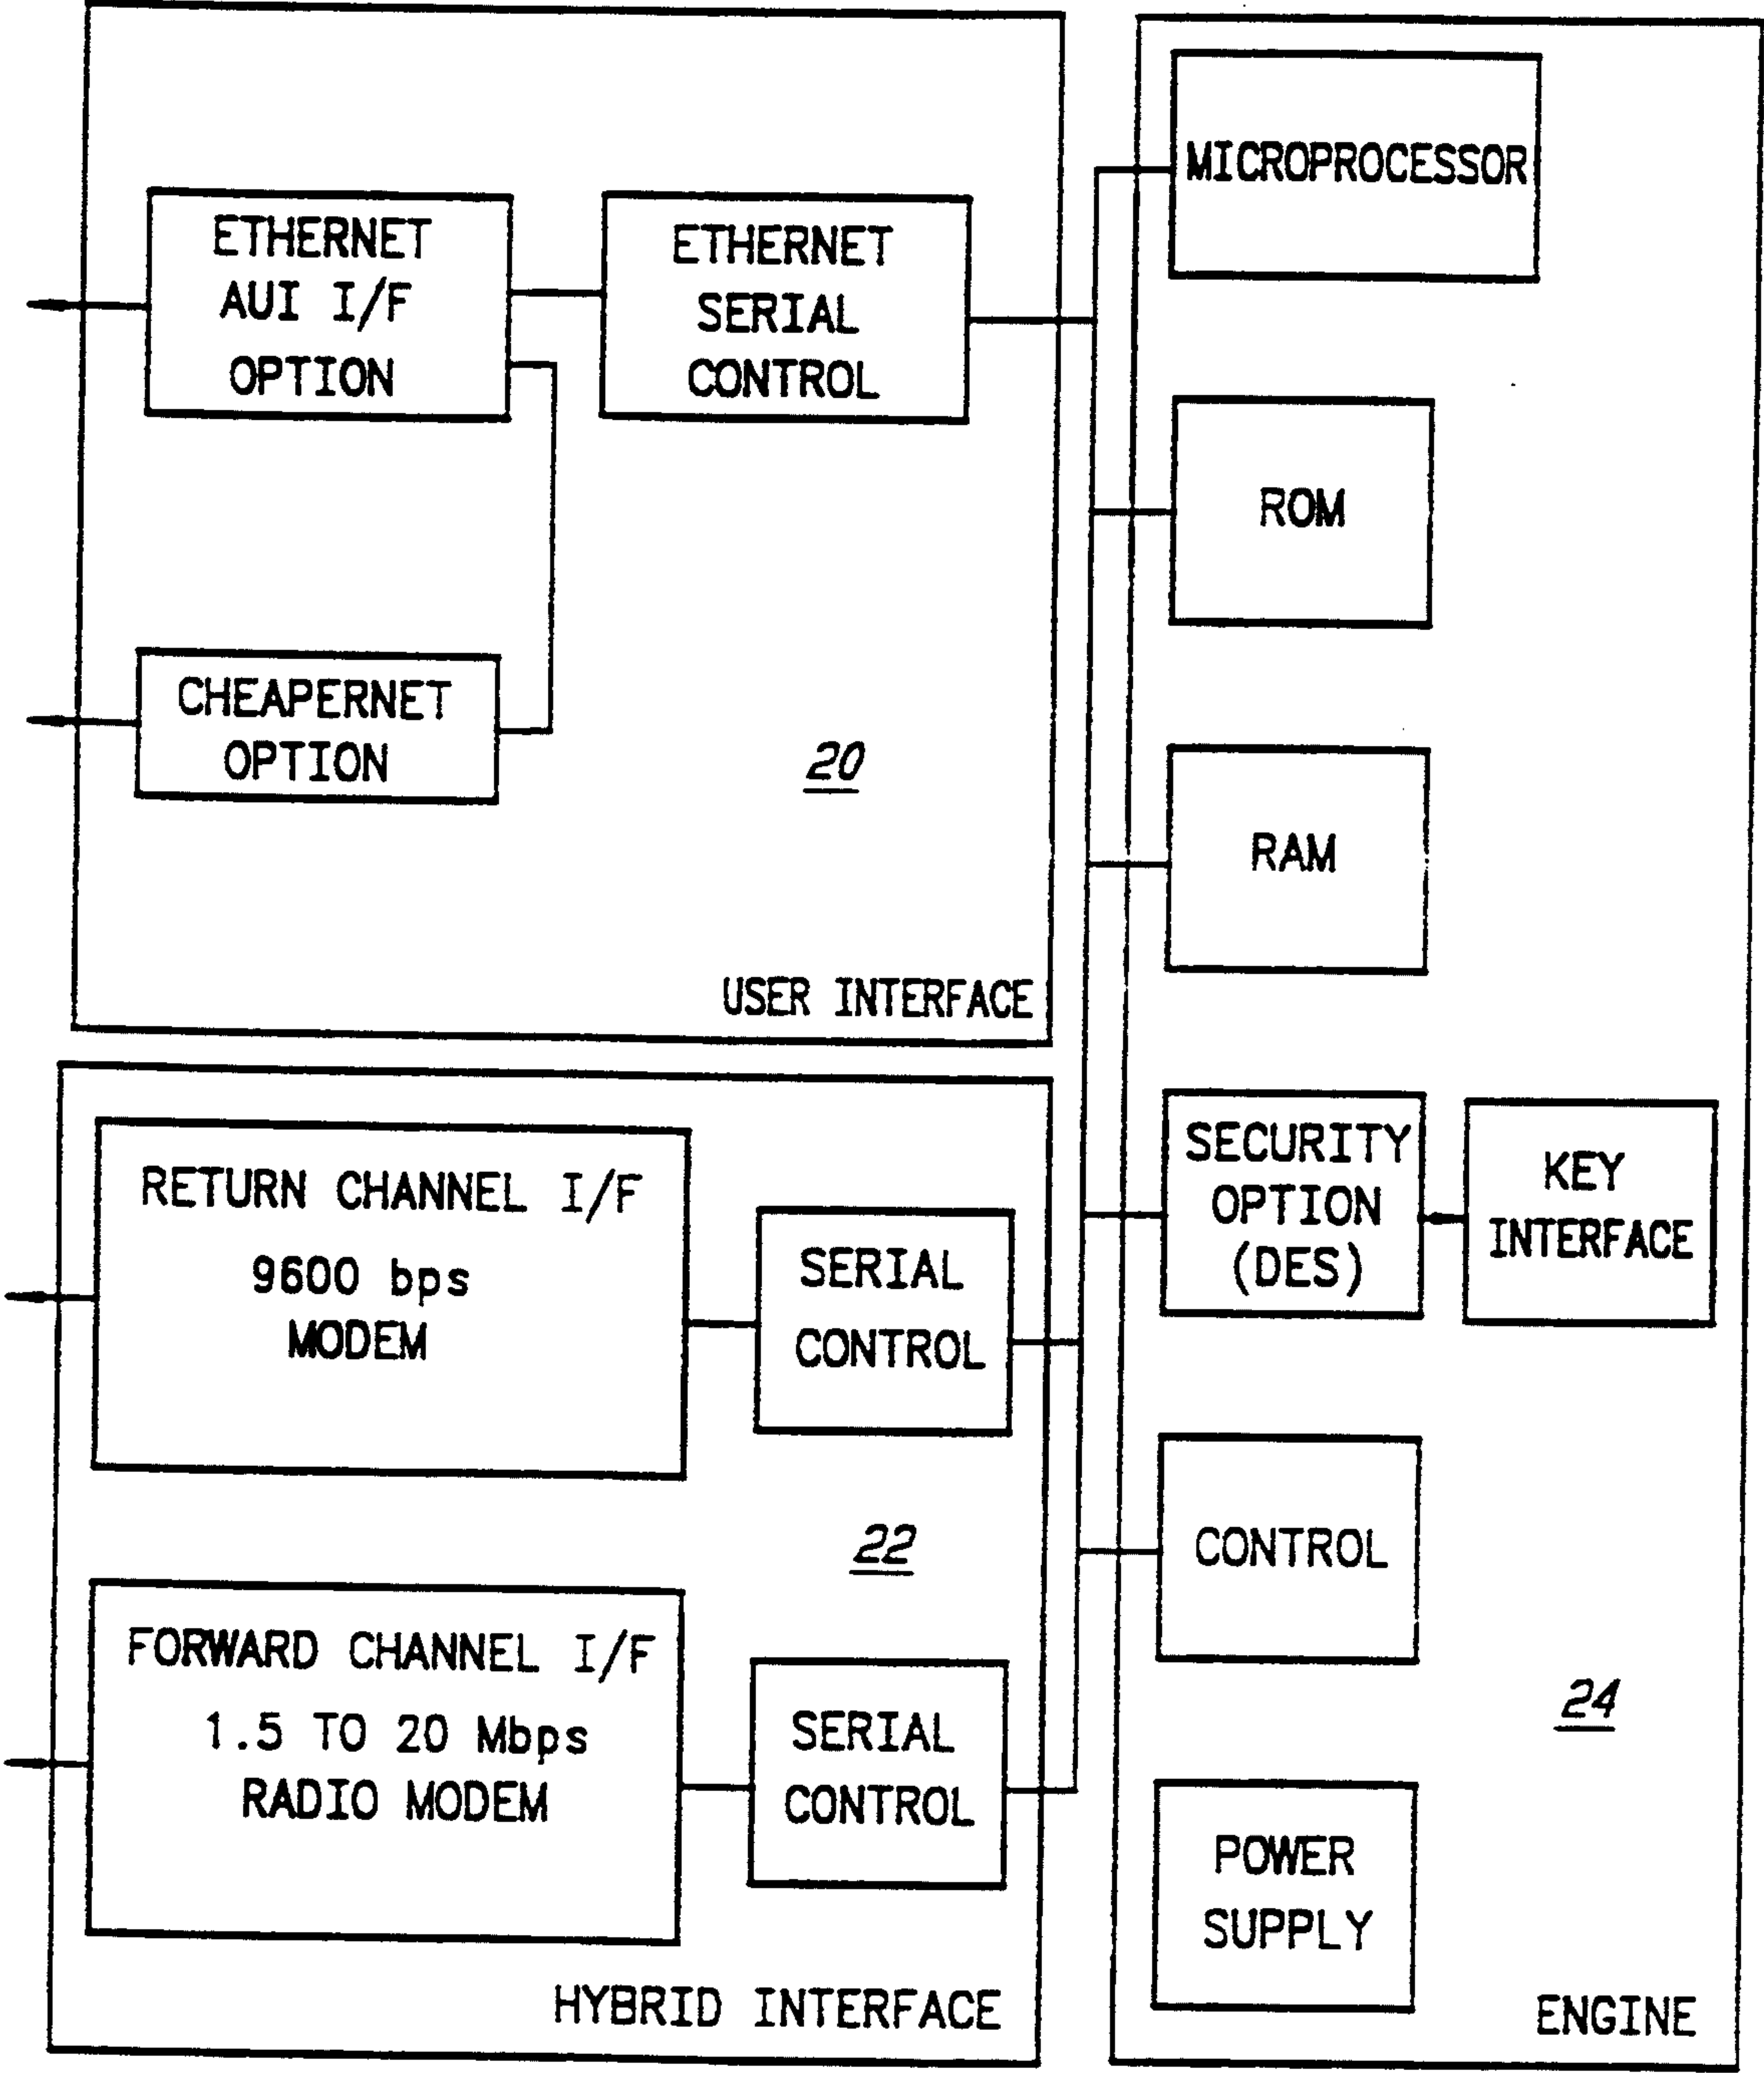 ETHERNET
AUI I/F
OPTION
ETHERNET
SERIAL
CONTROL
CHEAPERNET
OPTION
20
USER INTERFACE
RETURN CHANNEL I/F
9600 bps
MODEM
SERIAL
CONTROL
22
FORWARD CHANNEL I/F
1.5 TO 20 Mbps
RADIO MODEM
SERIAL
CONTROL
HYBRID INTERFACE
MICROPROCESSOR
ROM
RAM
SECURITY
OPTION
(DES)
KEY
INTERFACE
CONTROL
24
POWER
SUPPLY
ENGINE